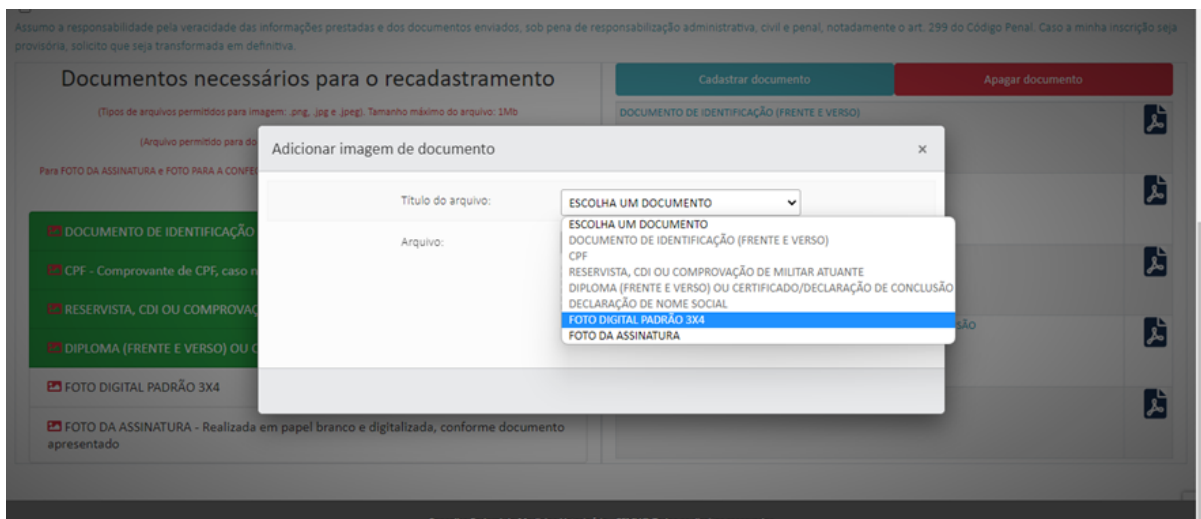 Assumo a responsabilidade pela veracidade das informações prestadas e dos documentos enviados, sob pena de responsabilização administrativa, civil e penal, notadamente o art. 299 do Código Penal. Caso a minha inscrição seja
provisória, solicito que seja transformada em definitiva.
Documentos necessários para o recadastramento
(Tipos de arquivos permitidos para imagem: .png, .jpg e .jpeg). Tamanho máximo do arquivo: 1Mb
(Arquivo permitido para do
Para FOTO DA ASSINATURA e FOTO PARA A CONFE
DOCUMENTO DE IDENTIFICAÇÃO
CPF - Comprovante de CPF, caso n
RESERVISTA, CDI OU COMPROVAÇ
DIPLOMA (FRENTE E VERSO) OU C
FOTO DIGITAL PADRÃO 3X4
FOTO DA ASSINATURA - Realizada em papel branco e digitalizada, conforme documento
apresentado
Cadastrar documento
Apagar documento
DOCUMENTO DE IDENTIFICAÇÃO (FRENTE E VERSO)
SÃO
Adicionar imagem de documento
×
Título do arquivo:
ESCOLHA UM DOCUMENTO
Arquivo:
ESCOLHA UM DOCUMENTO
DOCUMENTO DE IDENTIFICAÇÃO (FRENTE E VERSO)
CPF
RESERVISTA, CDI OU COMPROVAÇÃO DE MILITAR ATUANTE
DIPLOMA (FRENTE E VERSO) OU CERTIFICADO/DECLARAÇÃO DE CONCLUSÃO
DECLARAÇÃO DE NOME SOCIAL
FOTO DIGITAL PADRÃO 3X4
FOTO DA ASSINATURA